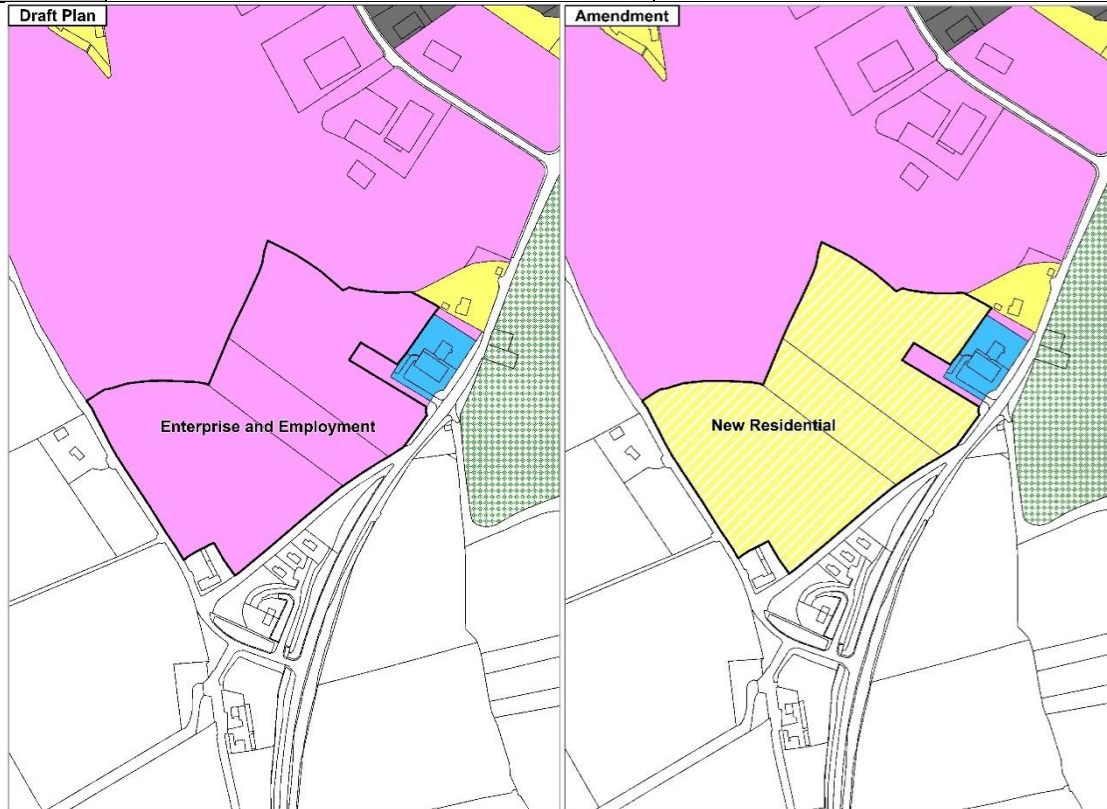 Draft Plan
Enterprise and Employment
Amendment
New Residential